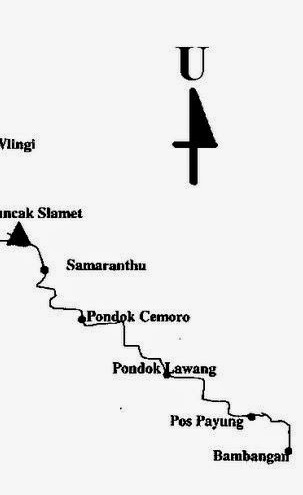 U
Wlingi
uncak Slamet
Samaranthu
Pondok Cemoro
Pondok Lawang
Pos Payung
Bambangan